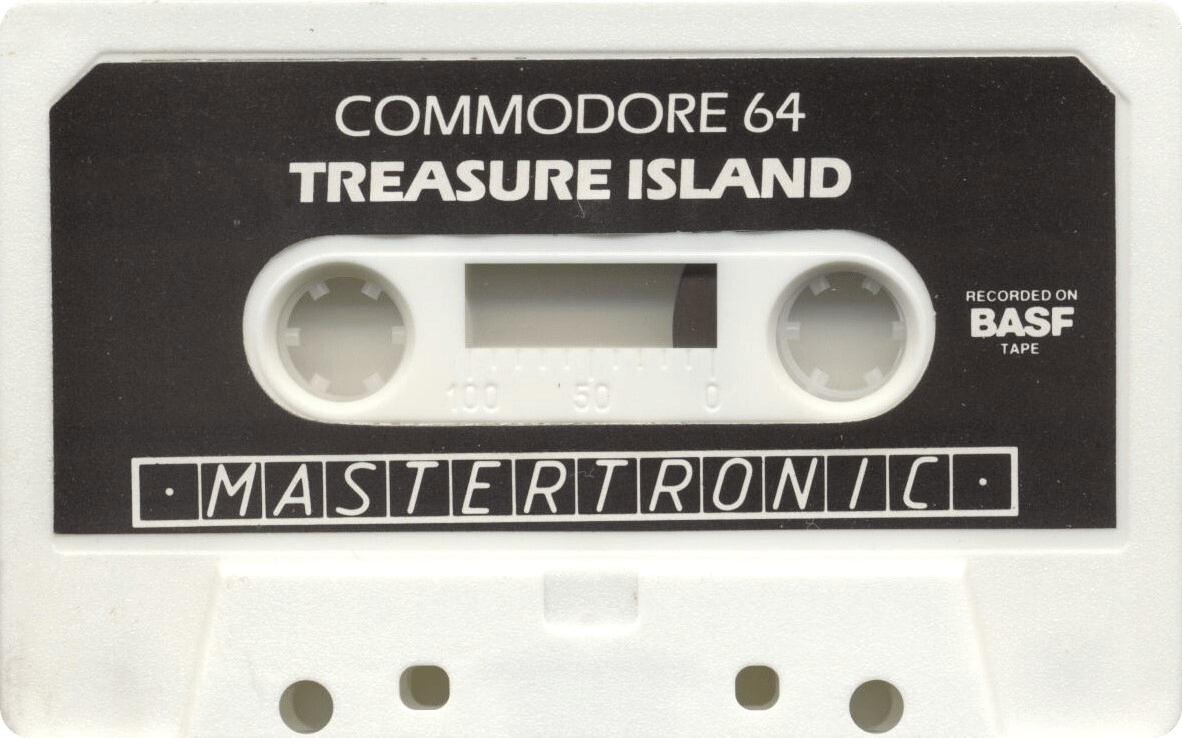 COMMODORE 64
TREASURE ISLAND
RECORDED ON
BASF
TAPE
100 50 0
· MASTERTRONIC ·